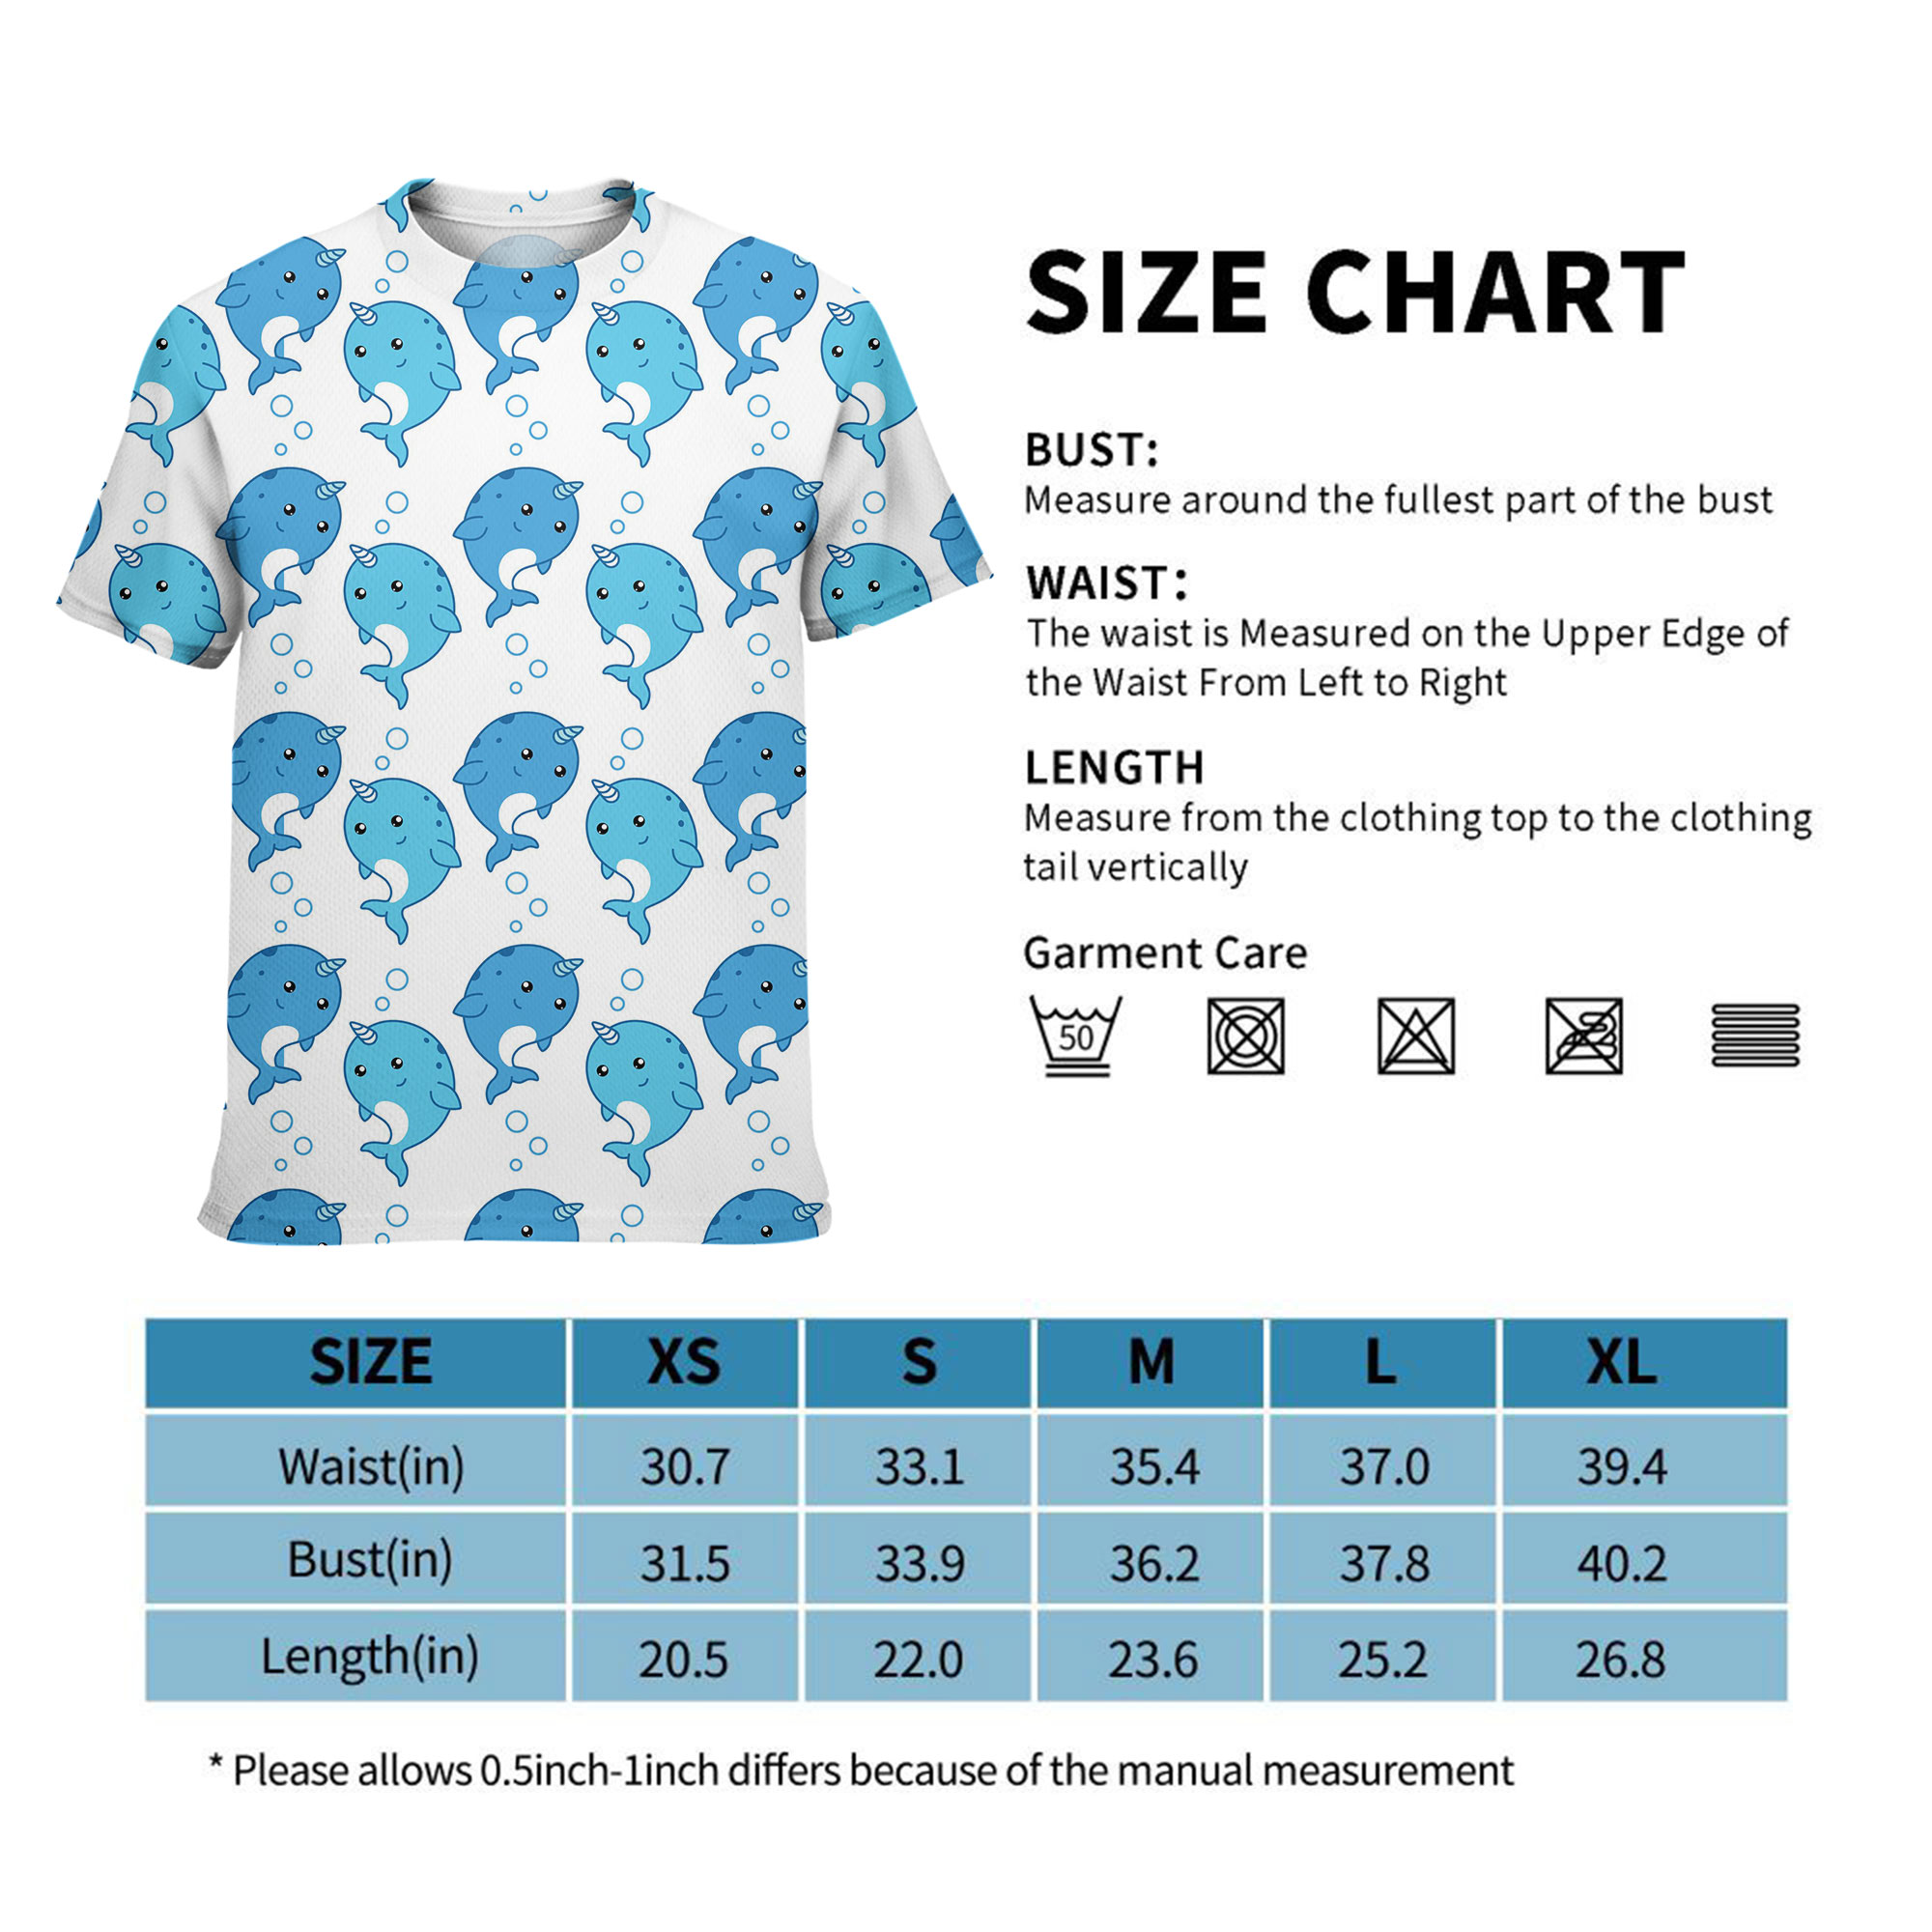 SIZE CHART
BUST:
Measure around the fullest part of the bust
WAIST:
The waist is Measured on the Upper Edge of
the Waist From Left to Right
LENGTH
Measure from the clothing top to the clothing
tail vertically
Garment Care
50
SIZE XS S M L XL
Waist(in) 30.7 33.1 35.4 37.0 39.4
Bust(in) 31.5 33.9 36.2 37.8 40.2
Length(in) 20.5 22.0 23.6 25.2 26.8
* Please allows 0.5inch-1inch differs because of the manual measurement